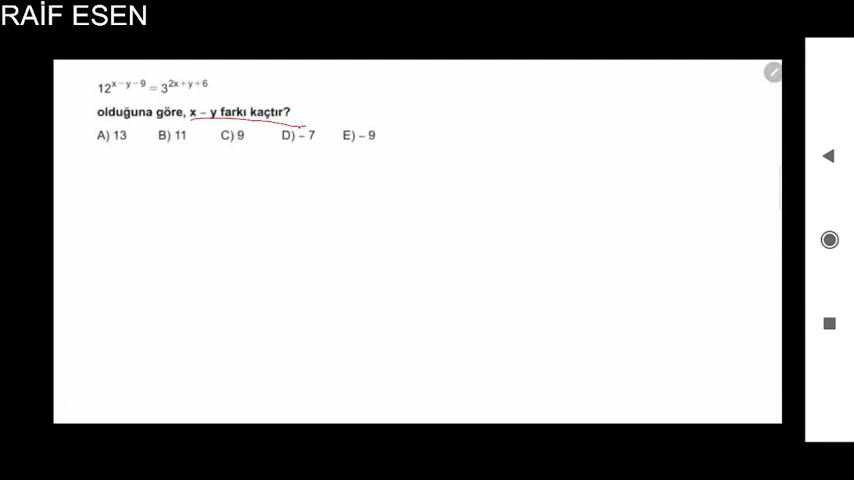 RAİF ESEN
12^{x–y–9} = 3^{2x+y+6}
olduğuna göre, x – y farkı kaçtır?
A) 13 B) 11 C) 9 D) – 7 E) – 9